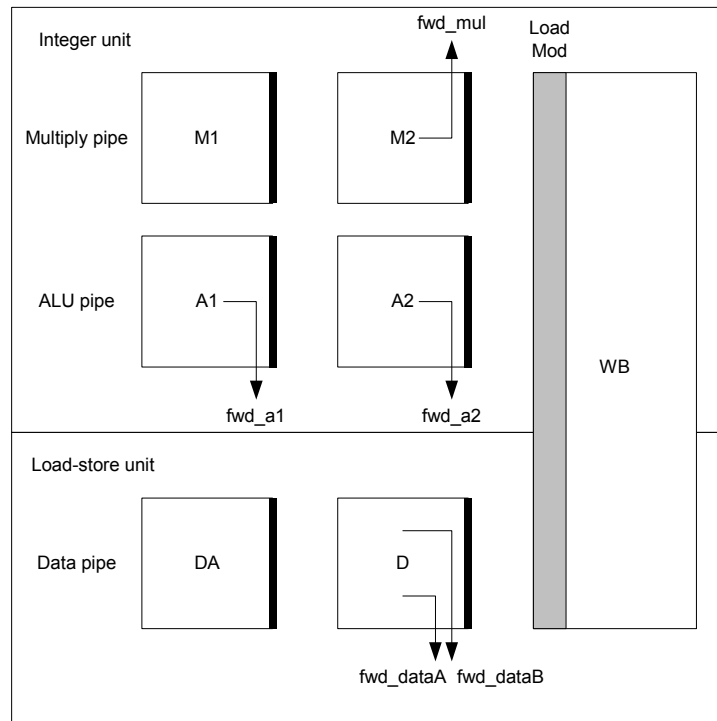 Integer unit
fwd_mul
Load
Mod
Multiply pipe
M1
M2
ALU pipe
A1
A2
WB
fwd_a1
fwd_a2
Load-store unit
Data pipe
DA
D
fwd_dataA
fwd_dataB